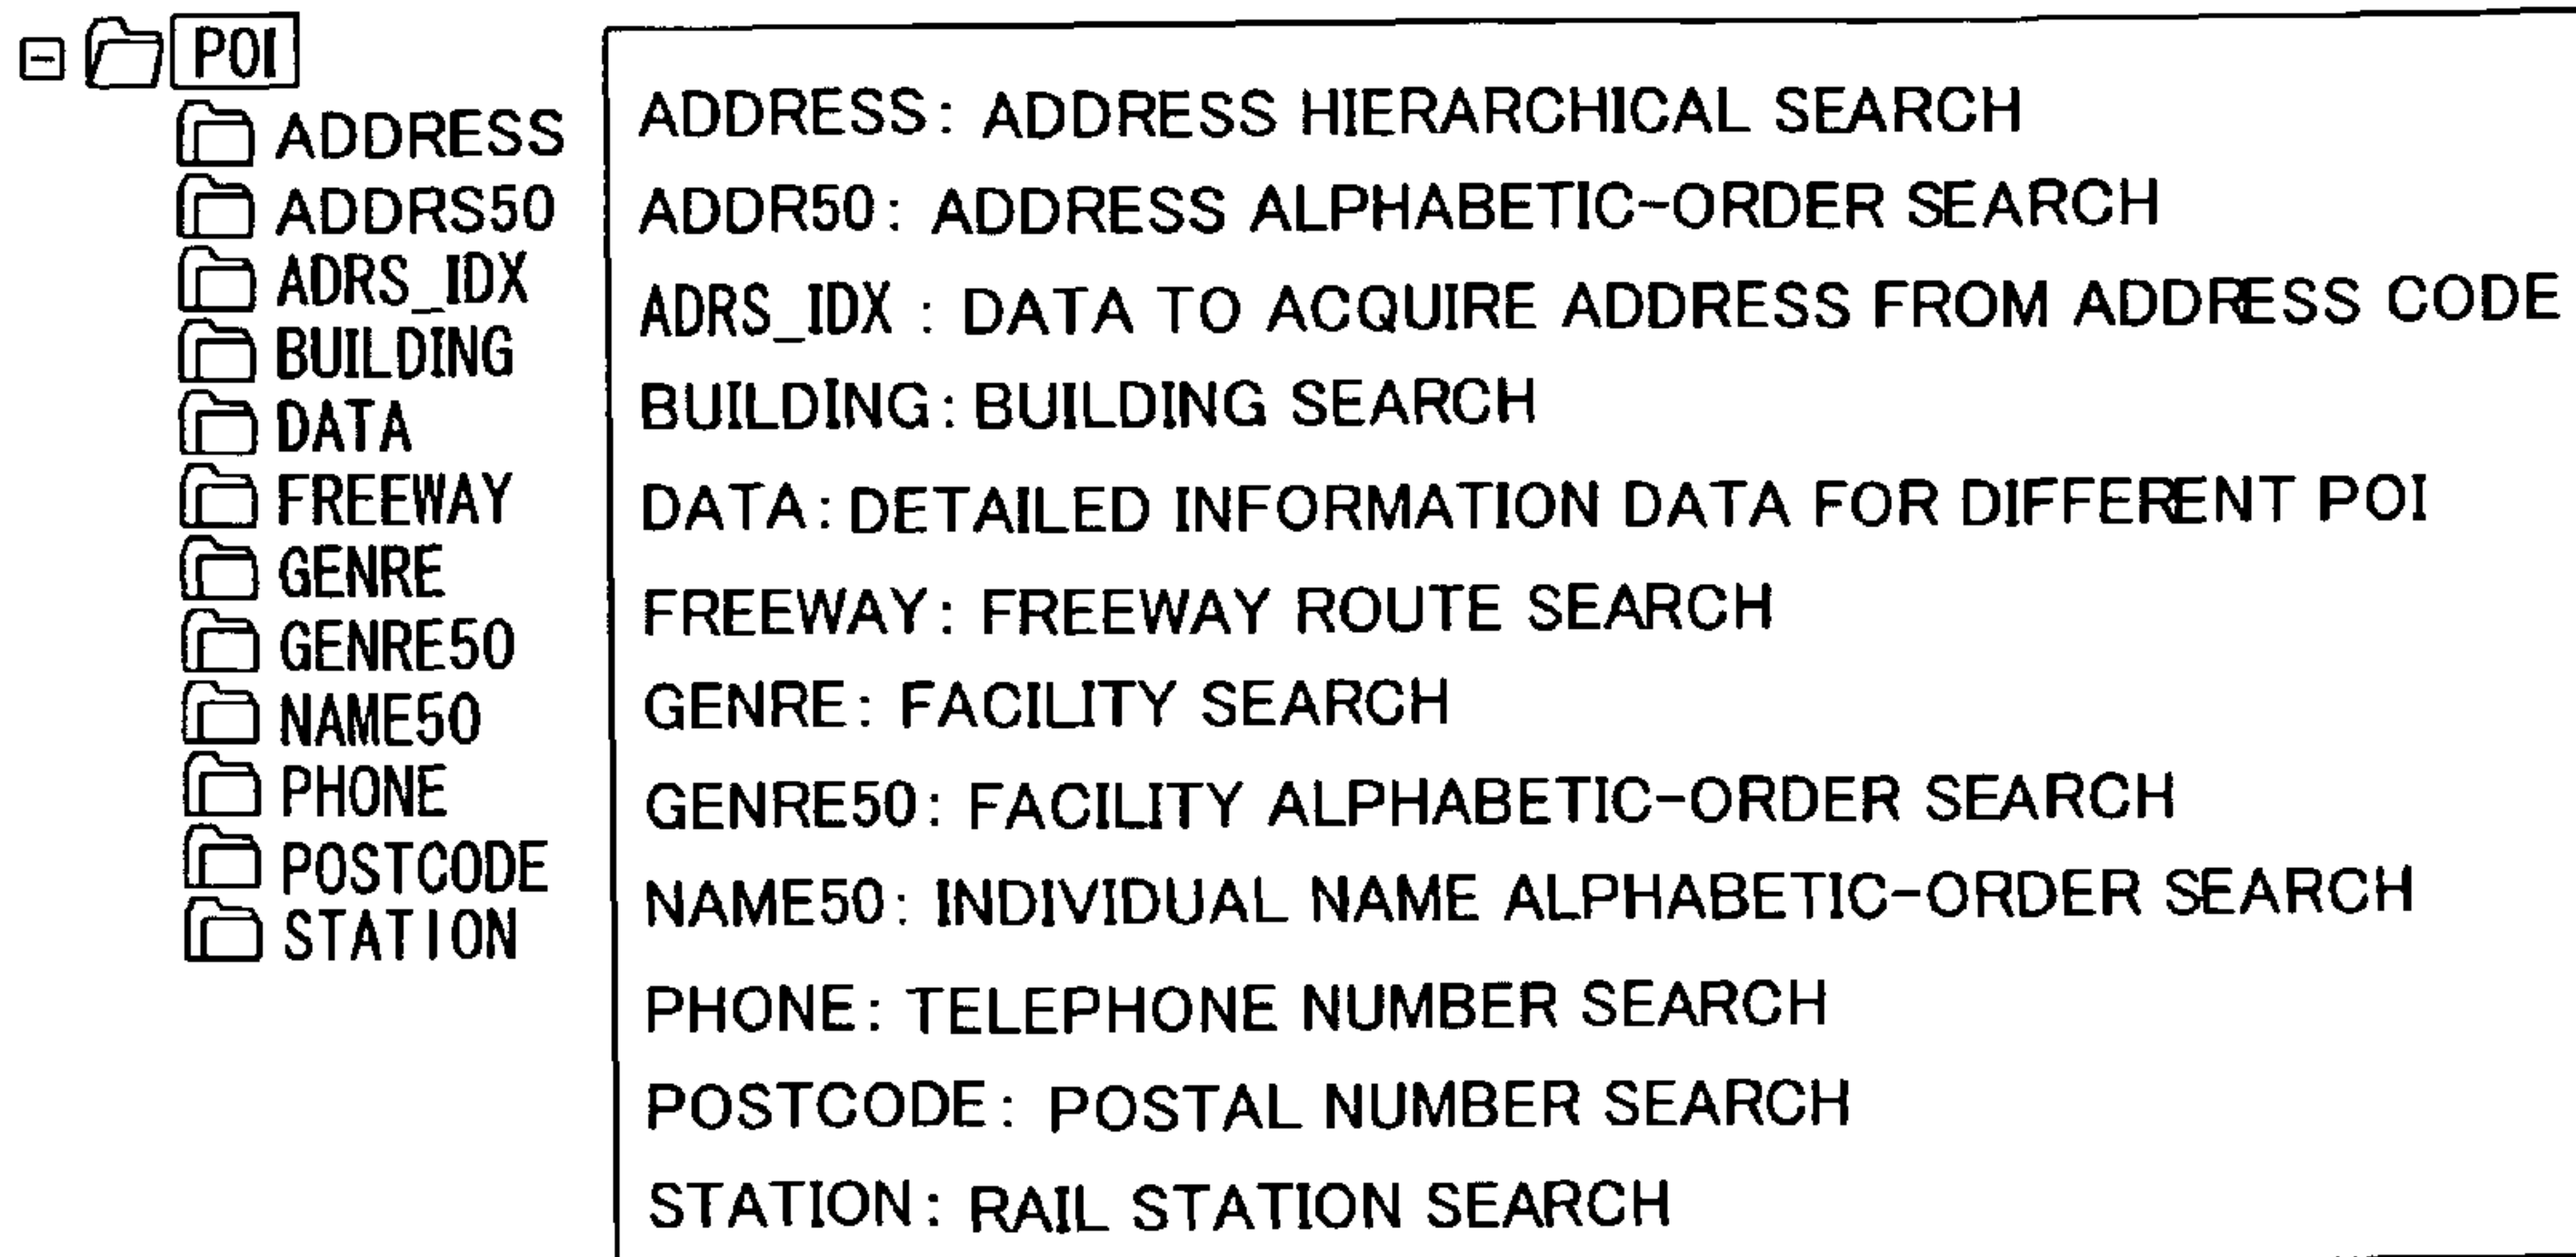 POI
ADDRESS
ADDRS50
ADRS_IDX
BUILDING
DATA
FREEWAY
GENRE
GENRE50
NAME50
PHONE
POSTCODE
STATION
ADDRESS: ADDRESS HIERARCHICAL SEARCH
ADDR50: ADDRESS ALPHABETIC-ORDER SEARCH
ADRS_IDX : DATA TO ACQUIRE ADDRESS FROM ADDRESS CODE
BUILDING: BUILDING SEARCH
DATA: DETAILED INFORMATION DATA FOR DIFFERENT POI
FREEWAY: FREEWAY ROUTE SEARCH
GENRE: FACILITY SEARCH
GENRE50: FACILITY ALPHABETIC-ORDER SEARCH
NAME50: INDIVIDUAL NAME ALPHABETIC-ORDER SEARCH
PHONE: TELEPHONE NUMBER SEARCH
POSTCODE: POSTAL NUMBER SEARCH
STATION: RAIL STATION SEARCH